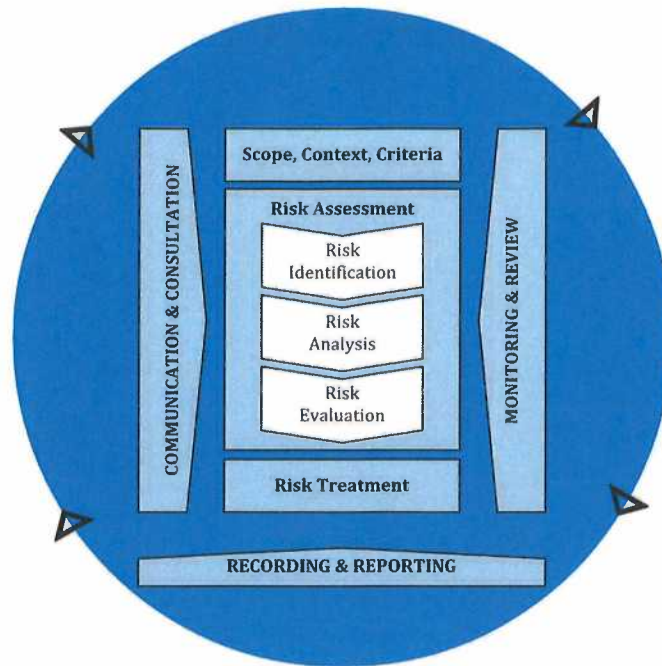 Scope, Context, Criteria
COMMUNICATION & CONSULTATION
Risk Assessment
Risk
Identification
Risk
Analysis
Risk
Evaluation
MONITORING & REVIEW
Risk Treatment
RECORDING & REPORTING